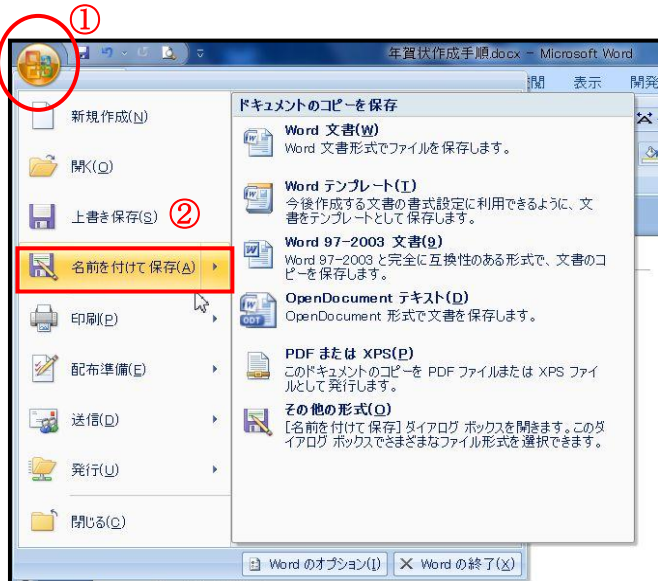 ①
年賀状作成手順.docx - Microsoft Word
表示 開発
新規作成(N)
開く(O)
上書き保存(S)
②
名前を付けて保存(A)
印刷(P)
配布準備(E)
送信(D)
発行(U)
閉じる(C)
ドキュメントのコピーを保存
Word 文書(W)
Word 文書形式でファイルを保存します。
Word テンプレート(T)
今後作成する文書の書式設定に利用できるように、文
書をテンプレートとして保存します。
Word 97-2003 文書(9)
Word 97-2003 と完全に互換性のある形式で、文書のコ
ピーを保存します。
OpenDocument テキスト(D)
OpenDocument 形式で文書を保存します。
PDF または XPS(P)
このドキュメントのコピーを PDF ファイルまたは XPS ファイ
ルとして発行します。
その他の形式(O)
[名前を付けて保存] ダイアログ ボックスを開きます。このダ
イアログ ボックスでさまざまなファイル形式を選択できます。
Word のオプション(I)
Word の終了(X)